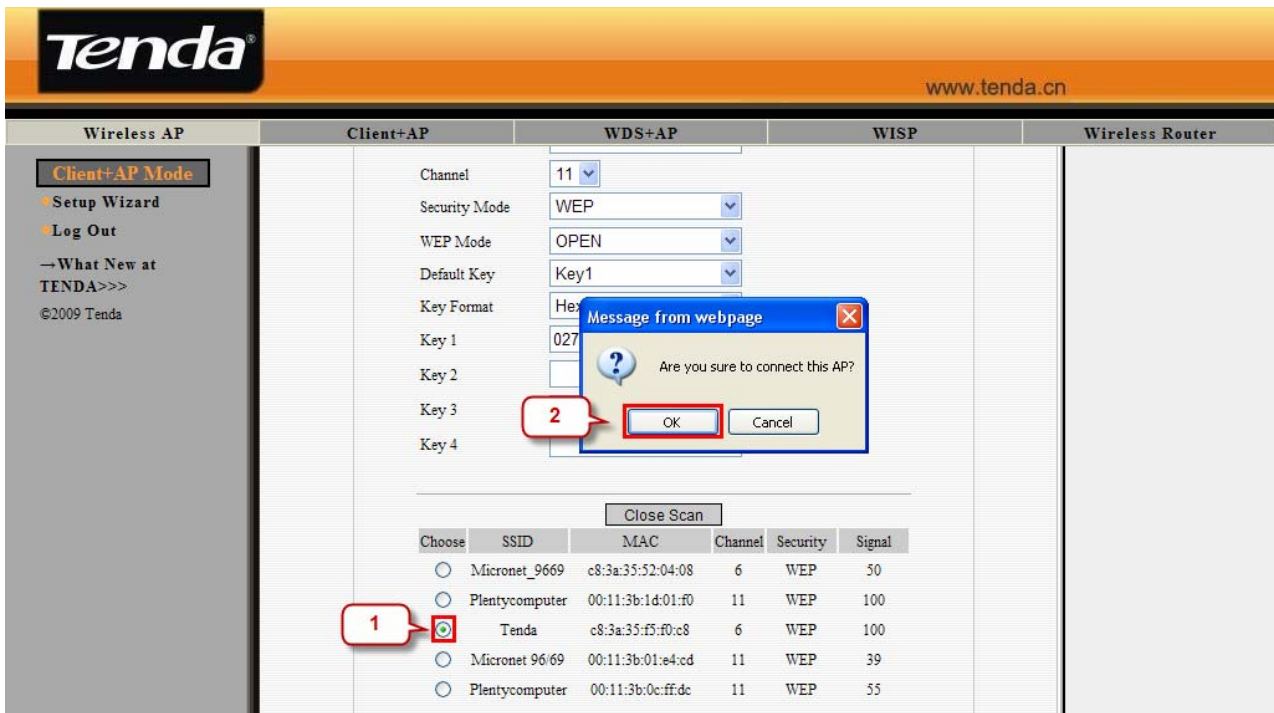 Tenda®
www.tenda.cn
Wireless AP Client+AP WDS+AP WISP Wireless Router
Client+AP Mode
Setup Wizard
Log Out
→What New at
TENDA>>>
©2009 Tenda
Channel 11
Security Mode WEP
WEP Mode OPEN
Default Key Key1
Key Format Hex
Key 1 027
Key 2
Key 3
Key 4
Message from webpage
Are you sure to connect this AP?
2
OK Cancel
Close Scan
Choose SSID MAC Channel Security Signal
Micronet_9669 c8:3a:35:52:04:08 6 WEP 50
Plentycomputer 00:11:3b:1d:01:f0 11 WEP 100
1
Tenda c8:3a:35:f5:f0:c8 6 WEP 100
Micronet 96/69 00:11:3b:01:e4:cd 11 WEP 39
Plentycomputer 00:11:3b:0c:ff:dc 11 WEP 55